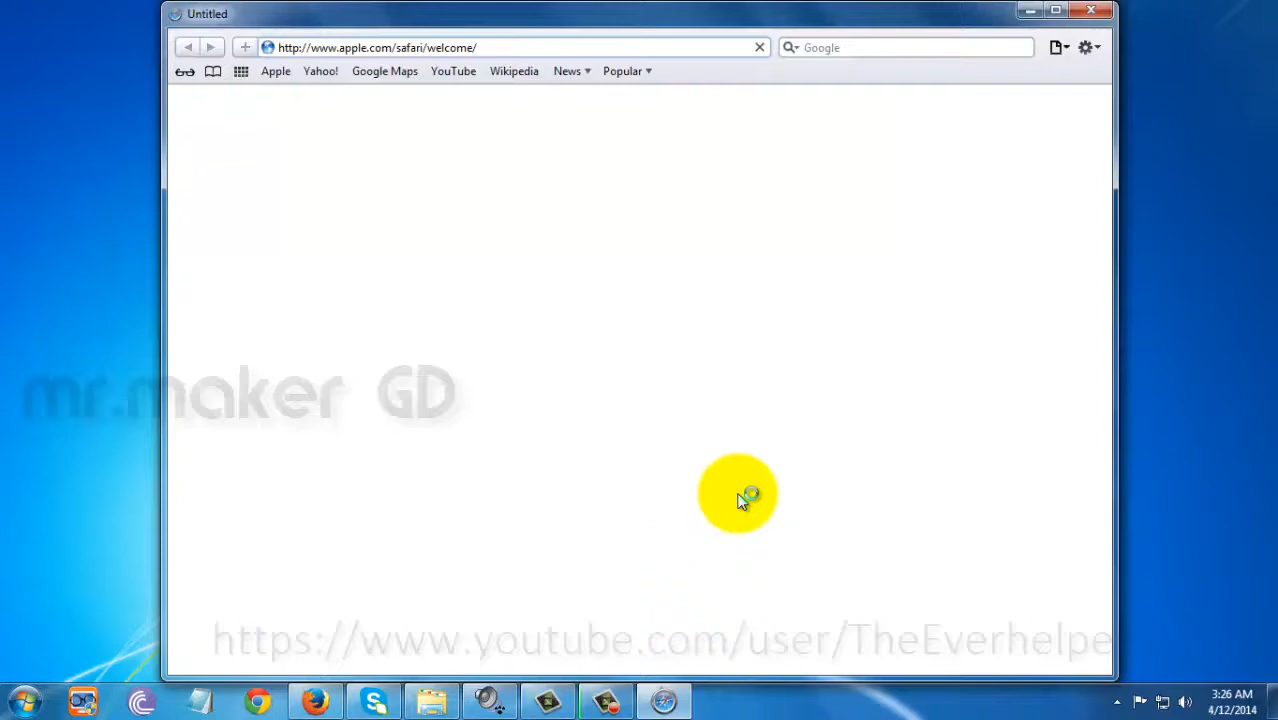 Untitled
http://www.apple.com/safari/welcome/
Google
Apple Yahoo! Google Maps YouTube Wikipedia News Popular
mr.maker GD
https://www.youtube.com/user/TheEverhelpe
3:26 AM
4/12/2014